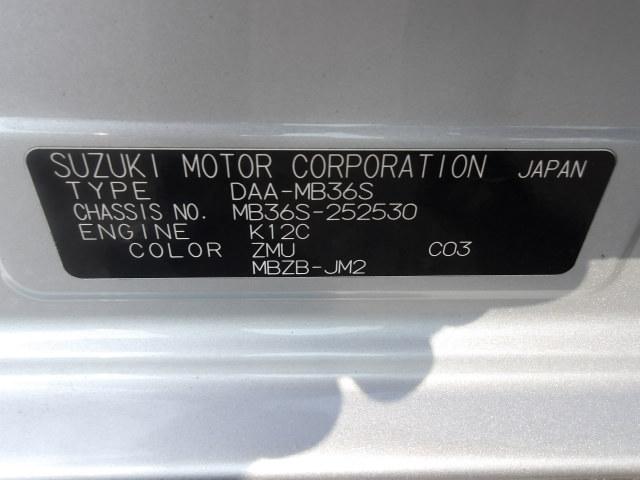 SUZUKI MOTOR CORPORATION JAPAN
TYPE DAA-MB36S
CHASSIS NO. MB36S-252530
ENGINE K12C
COLOR ZMU C03
MBZB-JM2